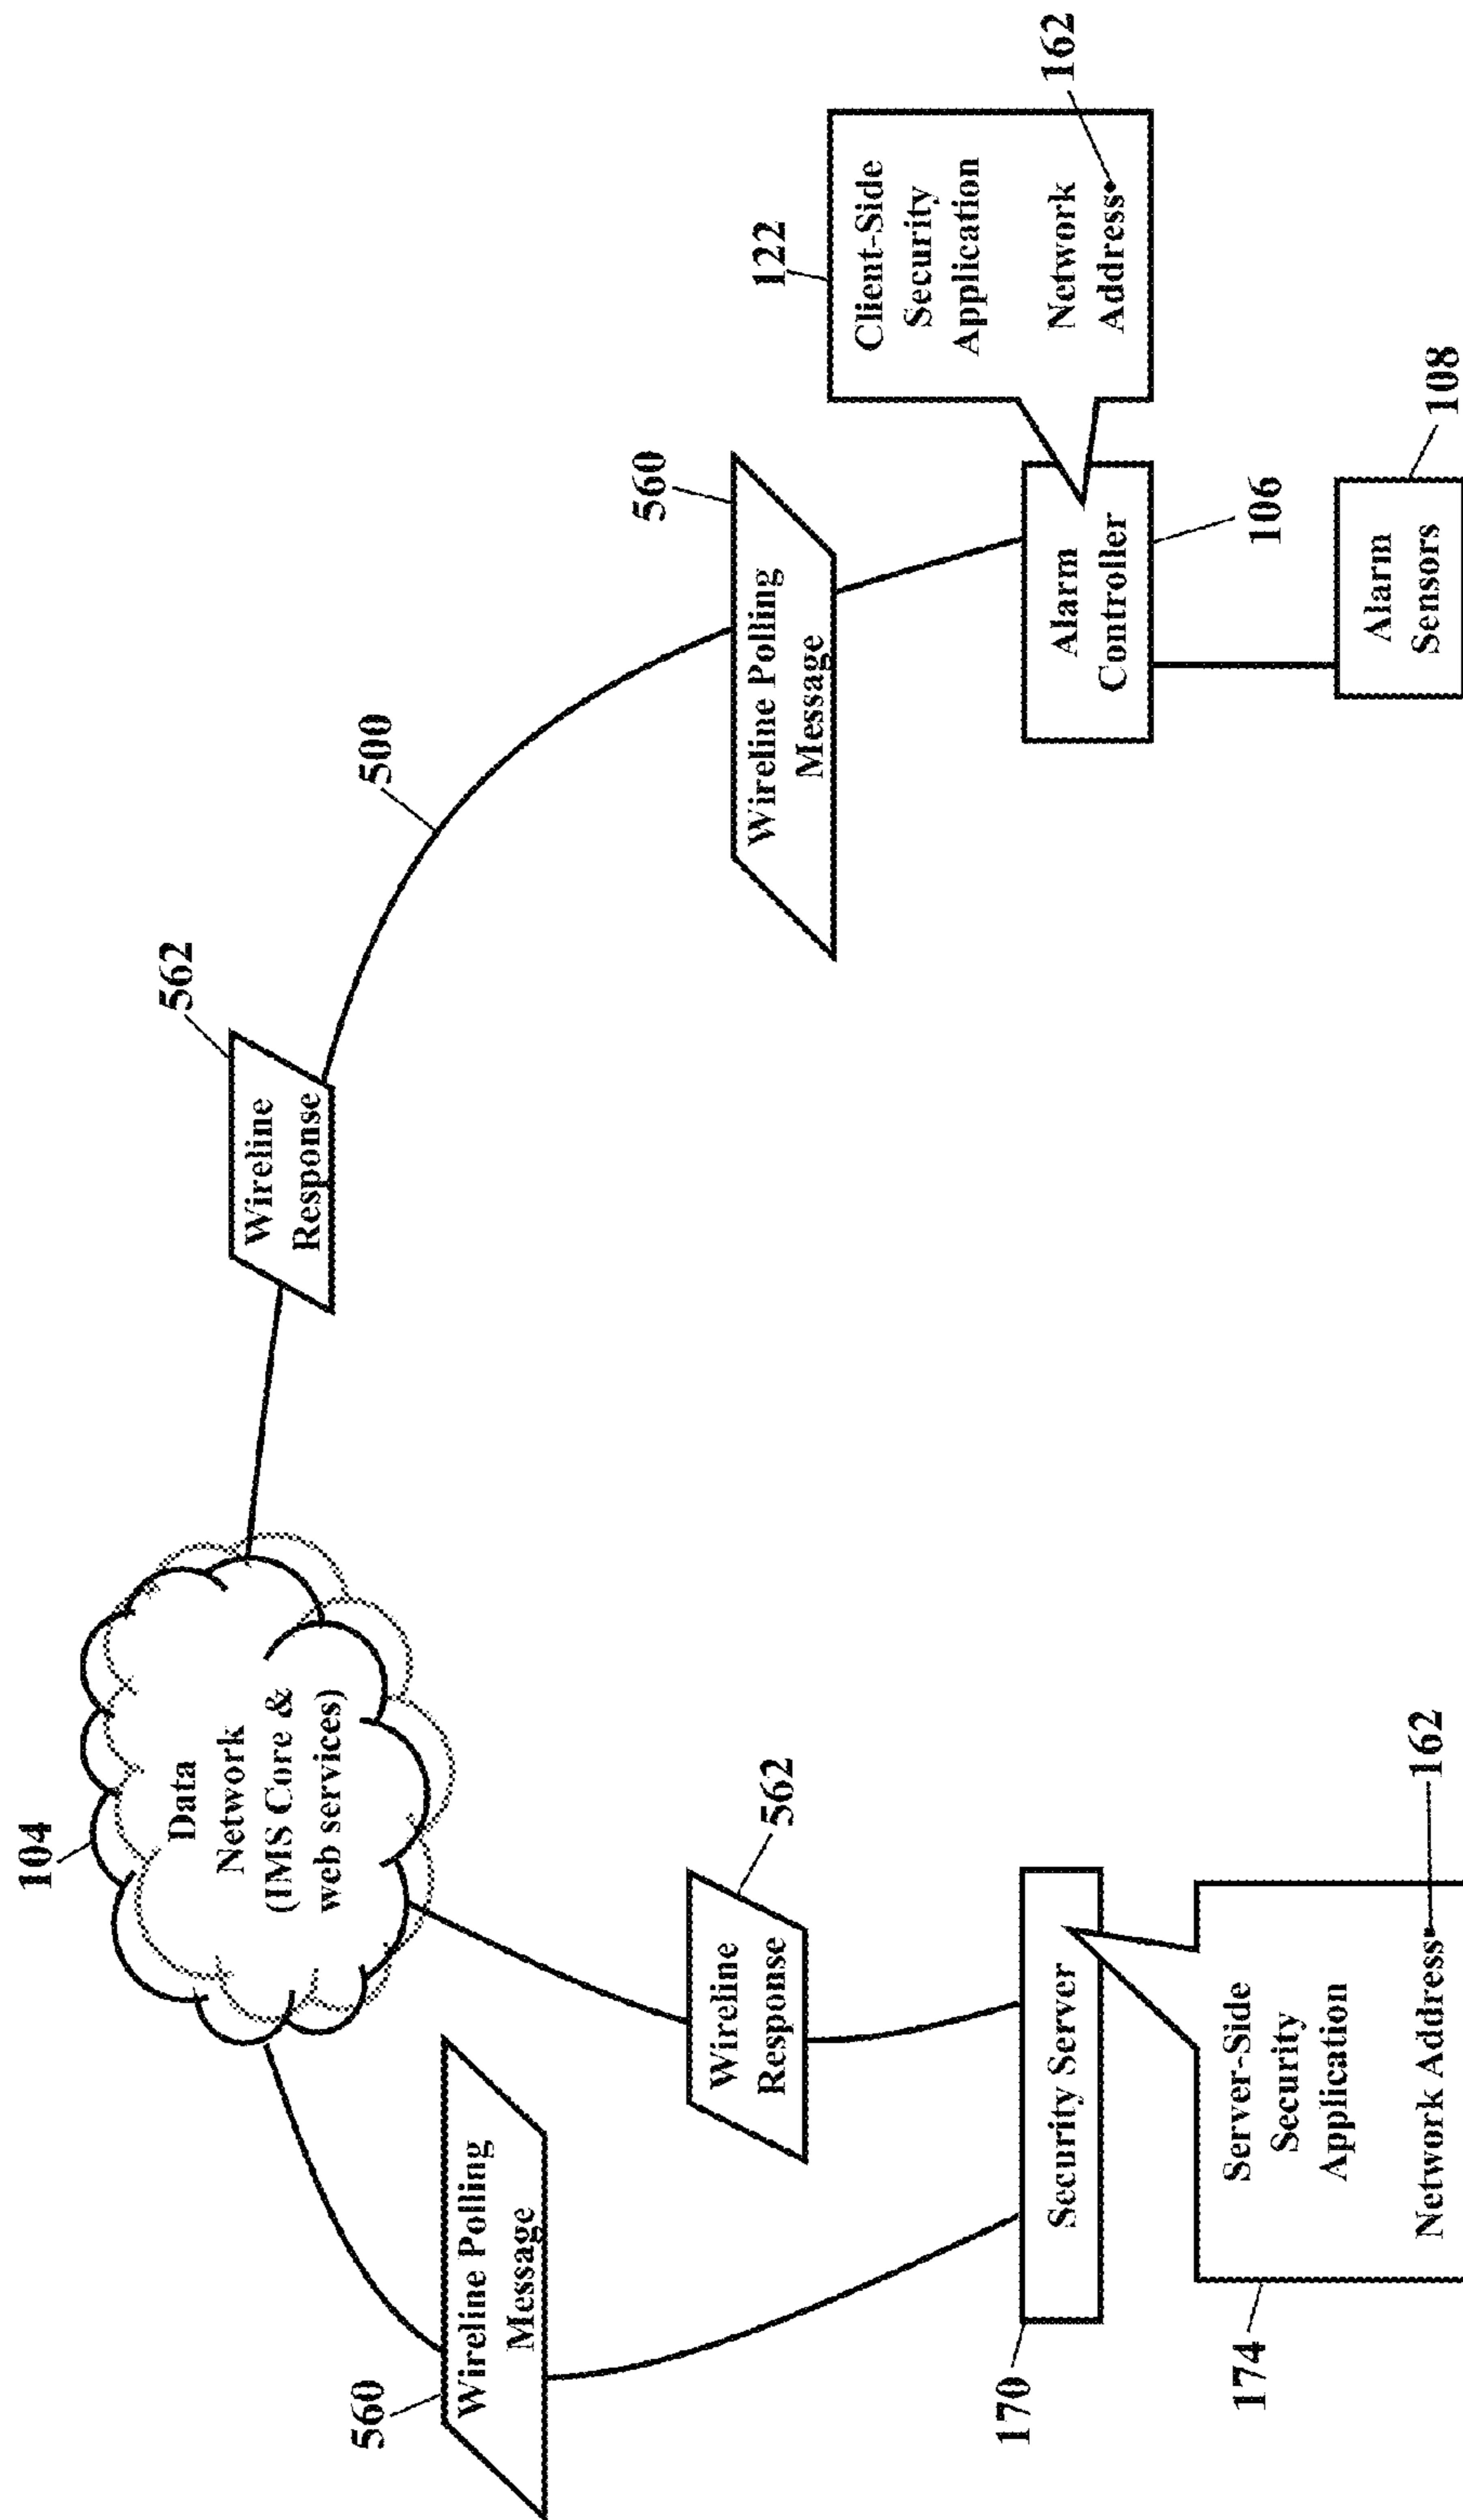 104
Data
Network
(IMS Core &
web services)
562
Wireline
Response
500
560
Wireline Polling
Message
560
Wireline Polling
Message
562
Wireline
Response
122
Client-Side
Security
Application
Network
Address
162
170
Security Server
Alarm
Controller
106
174
Server-Side
Security
Application
Network Address
162
Alarm
Sensors
108